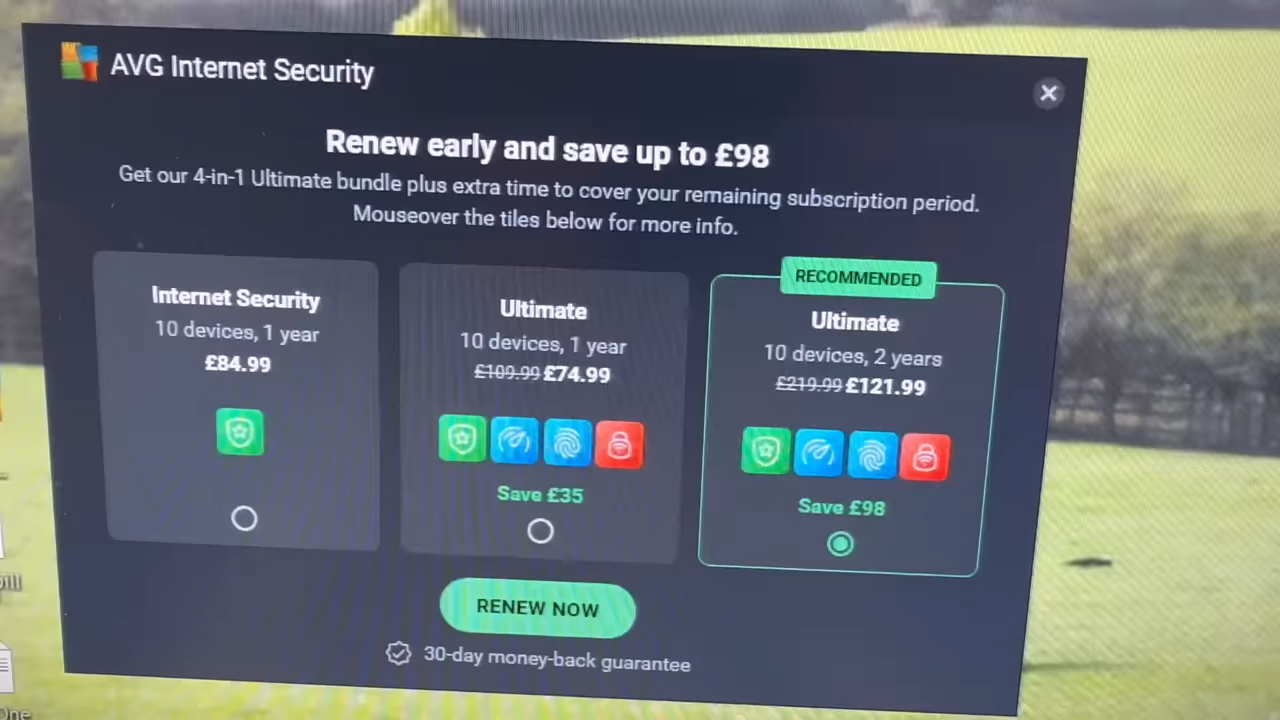 AVG Internet Security
Renew early and save up to £98
Get our 4-in-1 Ultimate bundle plus extra time to cover your remaining subscription period.
Mouseover the tiles below for more info.
Internet Security
10 devices, 1 year
£84.99
Ultimate
10 devices, 1 year
£109.99 £74.99
Save £35
RECOMMENDED
Ultimate
10 devices, 2 years
£219.99 £121.99
Save £98
RENEW NOW
30-day money-back guarantee